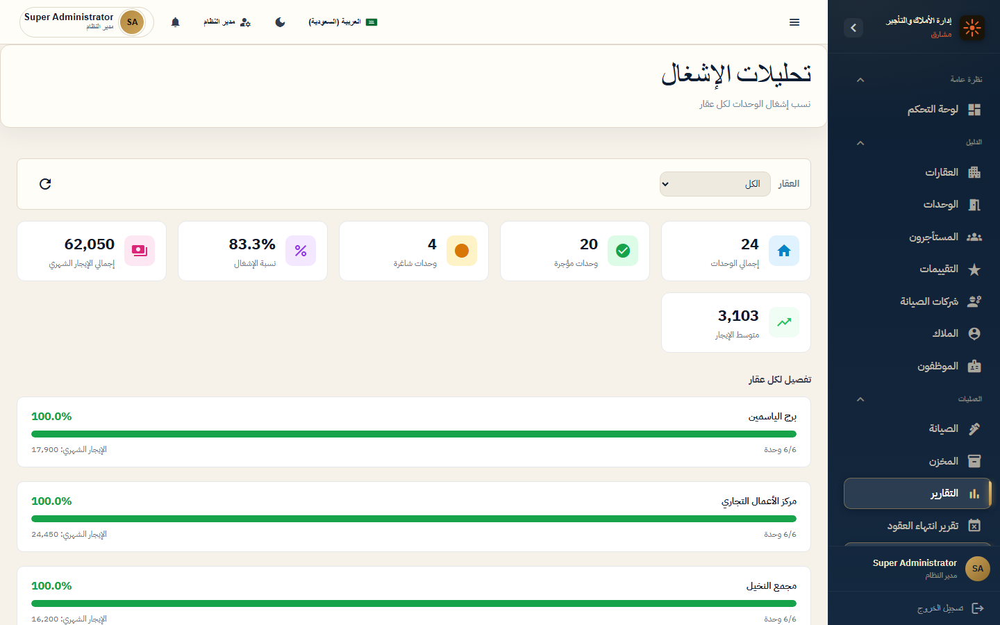 إدارة الأملاك والتأجير
مشارق
نظرة عامة
لوحة التحكم
الدليل
العقارات
الوحدات
المستأجرون
التقييمات
شركات الصيانة
الملاك
الموظفون
العمليات
الصيانة
المخزن
التقارير
تقرير انتهاء العقود
SA
Super Administrator
مدير النظام
تسجيل الخروج
العربية (السعودية)
مدير النظام
SA
Super Administrator
مدير النظام
تحليلات الإشغال
نسب إشغال الوحدات لكل عقار
العقار
الكل
24
إجمالي الوحدات
20
وحدات مؤجرة
4
وحدات شاغرة
83.3%
نسبة الإشغال
62,050
إجمالي الإيجار الشهري
3,103
متوسط الإيجار
تفصيل لكل عقار
برج الياسمين
100.0%
6/6 وحدة
الإيجار الشهري: 17,900
مركز الأعمال التجاري
100.0%
6/6 وحدة
الإيجار الشهري: 24,450
مجمع النخيل
100.0%
6/6 وحدة
الإيجار الشهري: 16,200